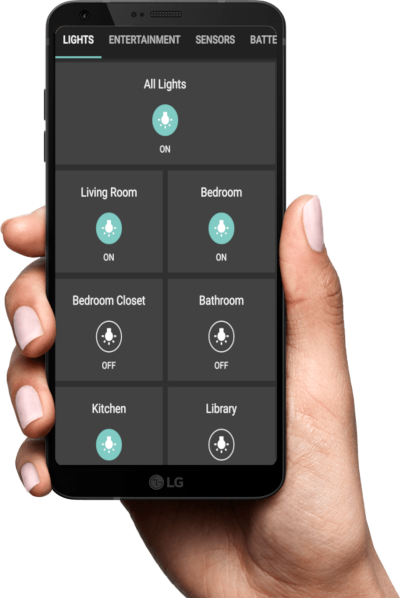 LIGHTS ENTERTAINMENT SENSORS BATTE
All Lights
ON
Living Room Bedroom
ON ON
Bedroom Closet Bathroom
OFF OFF
Kitchen Library
LG